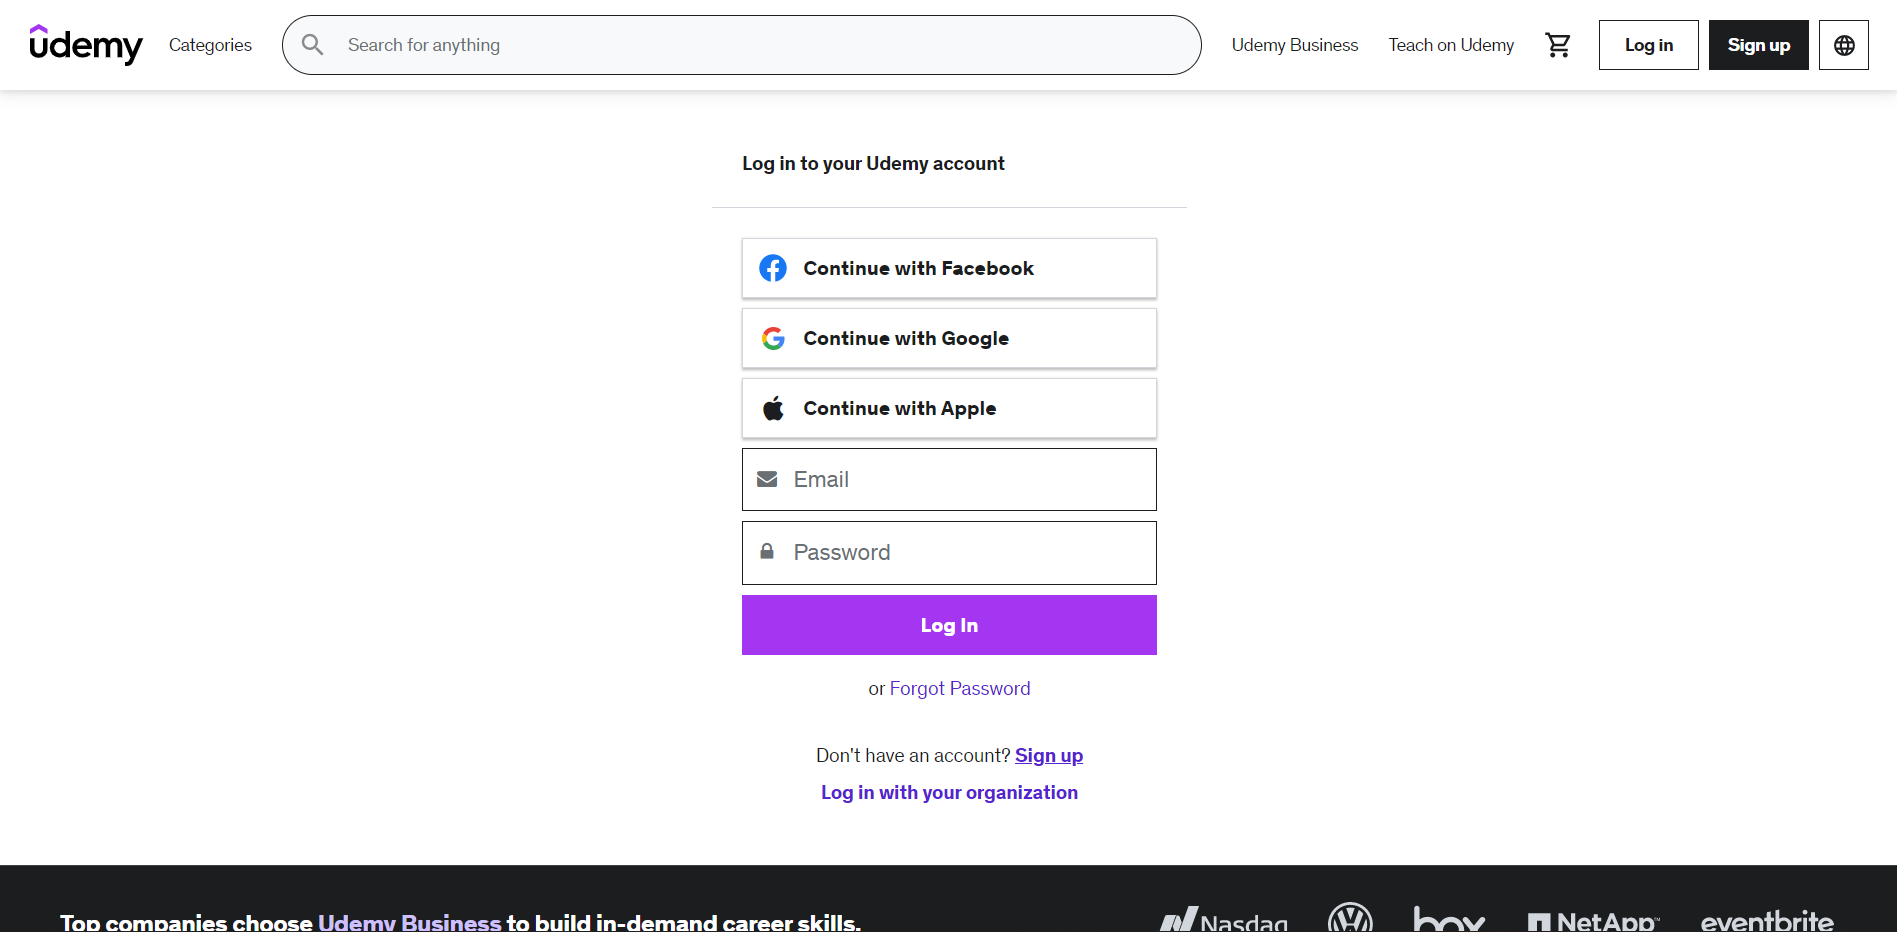 udemy Categories Search for anything Udemy Business Teach on Udemy Log in Sign up
Log in to your Udemy account
Continue with Facebook
Continue with Google
Continue with Apple
Email
Password
Log In
or Forgot Password
Don't have an account? Sign up
Log in with your organization
Top companies choose Udemy Business to build in-demand career skills.
Nasdaq box NetApp™ eventbrite